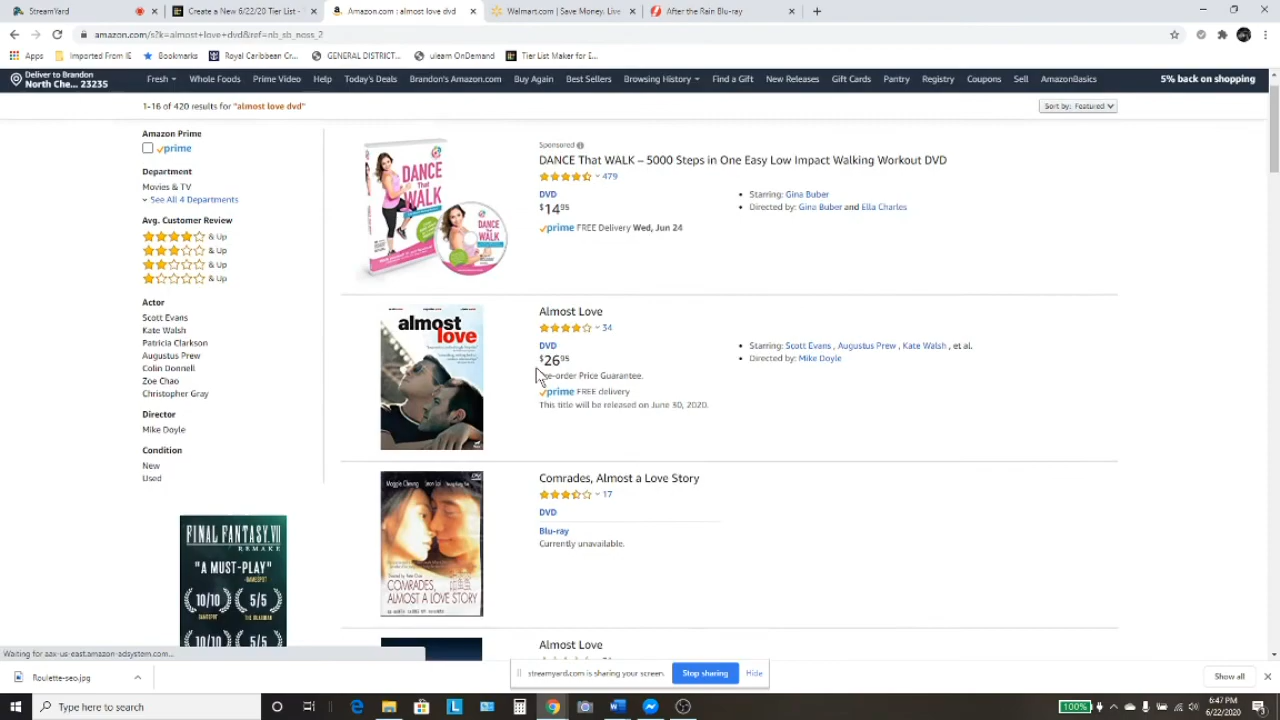 StreamYard
Create a New 6/22/20 Tier List -
Amazon.com : almost love dvd
Walmart.com | Save Money. Live
After the Rain Blu-ray
amazon.com/s?k=almost+love+dvd&ref=nb_sb_noss_2
Apps
Imported From IE
Bookmarks
Royal Caribbean Cr...
GENERAL DISTRICT...
ulearn OnDemand
Tier List Maker for i...
Deliver to Brandon
North Che... 23235
Fresh
Whole Foods
Prime Video
Help
Today's Deals
Brandon's Amazon.com
Buy Again
Best Sellers
Browsing History
Find a Gift
New Releases
Gift Cards
Pantry
Registry
Coupons
Sell
AmazonBasics
5% back on shopping
1-16 of 420 results for "almost love dvd"
Sort by: Featured
Amazon Prime
prime
Department
Movies & TV
See All 4 Departments
Avg. Customer Review
& Up
& Up
& Up
& Up
Actor
Scott Evans
Kate Walsh
Patricia Clarkson
Augustus Prew
Colin Donnell
Zoe Chao
Christopher Gray
Director
Mike Doyle
Condition
New
Used
FINAL FANTASY VII
REMAKE
"A MUST-PLAY"
10/10
5/5
10/10
5/5
DANCE
That
WALK
Sponsored
DANCE That WALK – 5000 Steps in One Easy Low Impact Walking Workout DVD
479
DVD
$14.95
prime FREE Delivery Wed, Jun 24
Starring: Gina Buber
Directed by: Gina Buber and Ella Charles
almost
love
Almost Love
34
DVD
$26.95
-order Price Guarantee.
prime FREE delivery
This title will be released on June 30, 2020.
Starring: Scott Evans , Augustus Prew , Kate Walsh , et al.
Directed by: Mike Doyle
Maggie Cheung Leon Lai
COMRADES,
ALMOST A LOVE STORY
Comrades, Almost a Love Story
17
DVD
Blu-ray
Currently unavailable.
Almost Love
Waiting for aax-us-east.amazon-adsystem.com...
streamyard.com is sharing your screen.
Stop sharing
Hide
Roulette-seo.jpg
Show all
Type here to search
100%
6:47 PM
6/22/2020